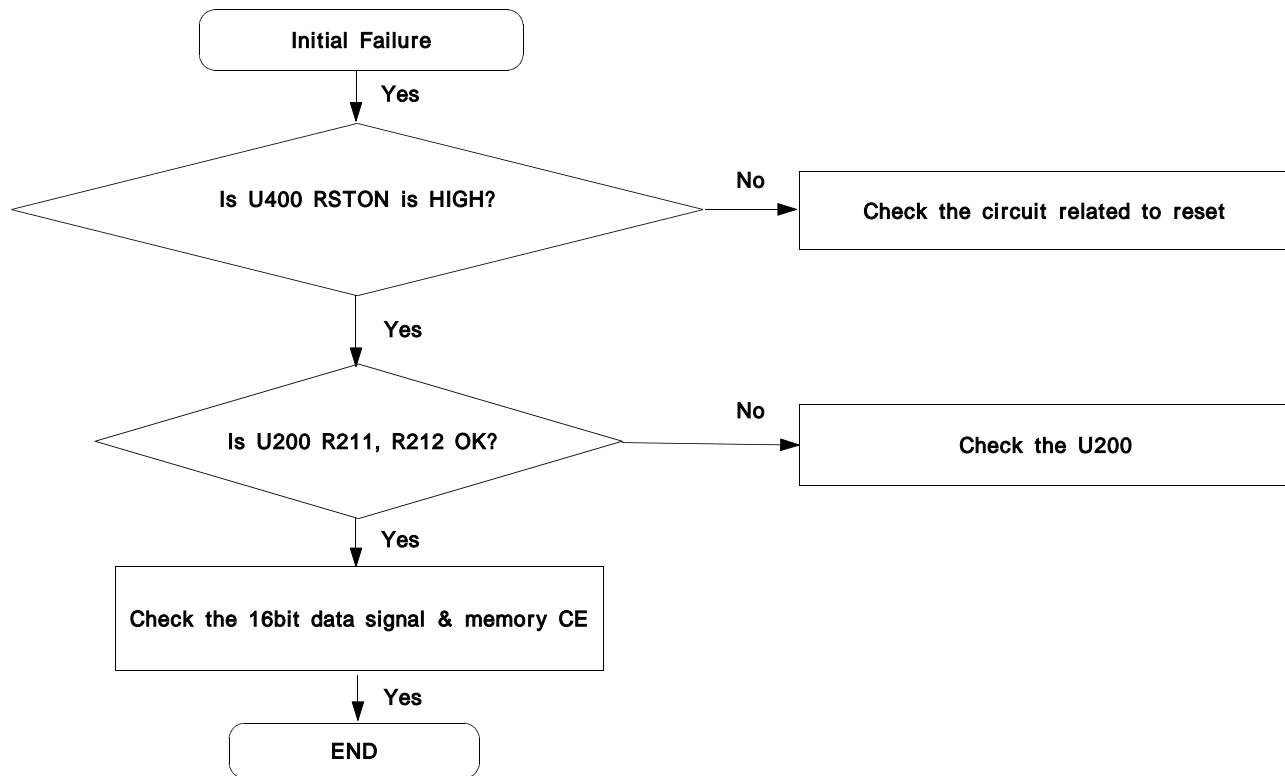 Initial Failure
Yes
Is U400 RSTON is HIGH?
No
Check the circuit related to reset
Yes
Is U200 R211, R212 OK?
No
Check the U200
Yes
Check the 16bit data signal & memory CE
Yes
END